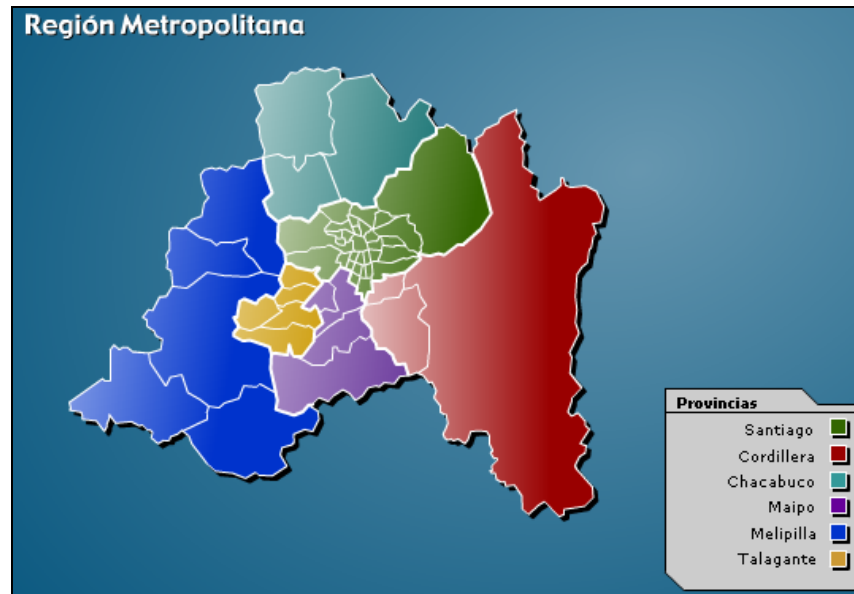 Región Metropolitana
Provincias
Santiago
Cordillera
Chacabuco
Maipo
Melipilla
Talagante